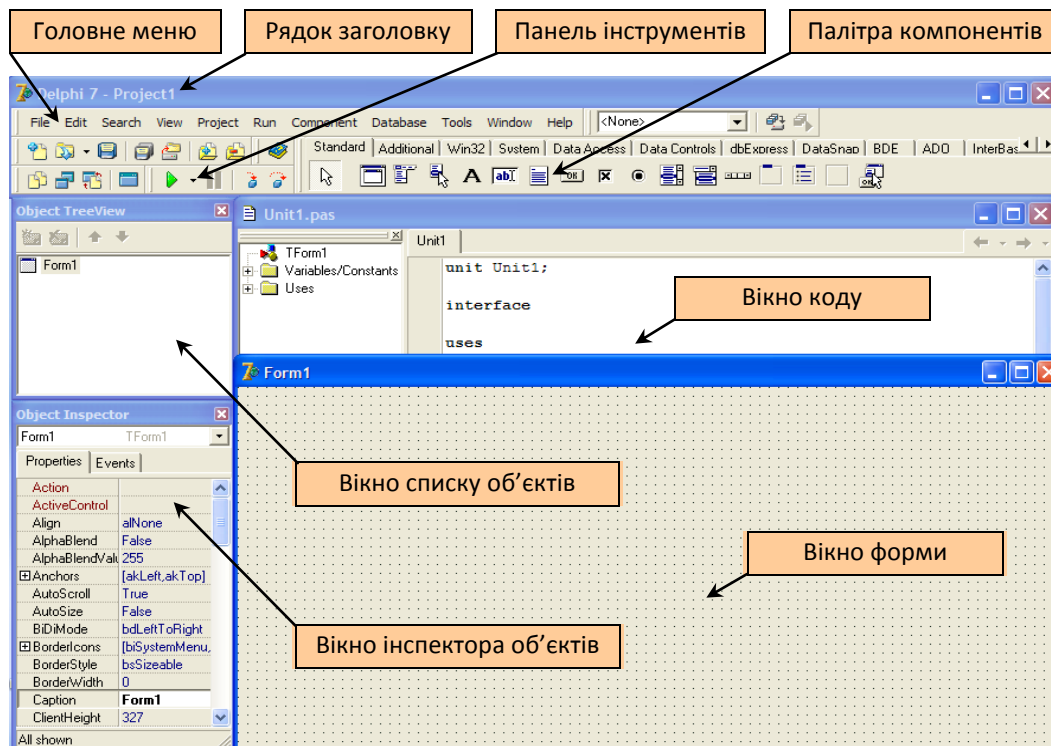 Головне меню
Рядок заголовку
Панель інструментів
Палітра компонентів
Delphi 7 - Project1
File Edit Search View Project Run Component Database Tools Window Help <None>
Standard Additional Win32 System Data Access Data Controls dbExpress DataSnap BDE ADO InterBas
Object TreeView
Unit1.pas
Form1
TForm1
Variables/Constants
Uses
Unit1
unit Unit1;
interface
uses
Вікно коду
Form1
Object Inspector
Form1 TForm1
Properties Events
Action
ActiveControl
Align alNone
AlphaBlend False
AlphaBlendValu 255
Anchors [akLeft,akTop]
AutoScroll True
AutoSize False
BiDiMode bdLeftToRight
BorderIcons [biSystemMenu,
BorderStyle bsSizeable
BorderWidth 0
Caption Form1
ClientHeight 327
All shown
Вікно списку об’єктів
Вікно форми
Вікно інспектора об’єктів